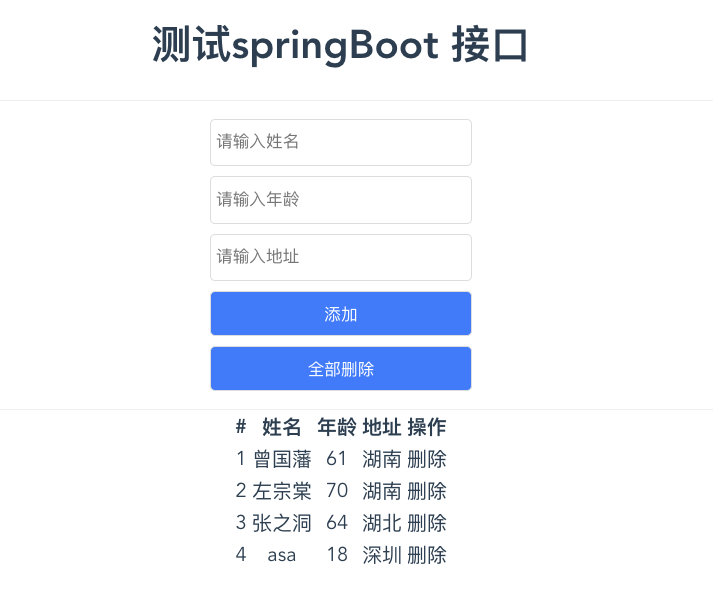 测试springBoot 接口
请输入姓名
请输入年龄
请输入地址
添加
全部删除
# 姓名 年龄 地址 操作
1 曾国藩 61 湖南 删除
2 左宗棠 70 湖南 删除
3 张之洞 64 湖北 删除
4 asa 18 深圳 删除